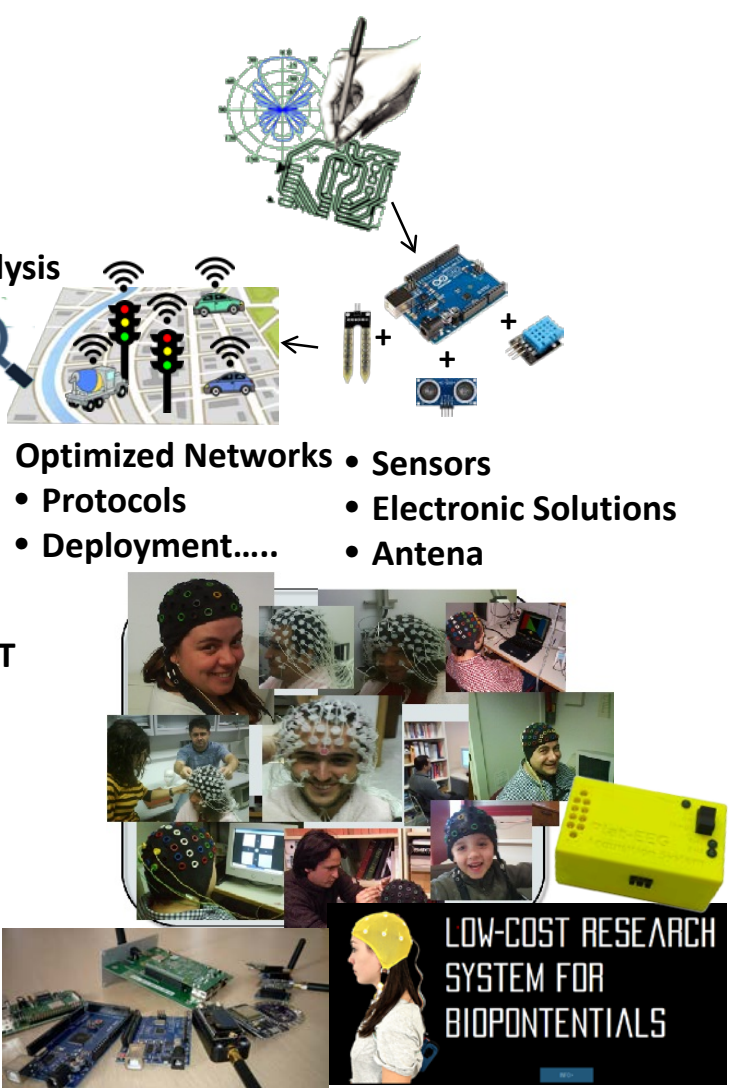 lysis
+
+
+
Optimized Networks
• Protocols
• Deployment…..
• Sensors
• Electronic Solutions
• Antena
T
LOW-COST RESEARCH
SYSTEM FOR
BIOPONTENTIALS